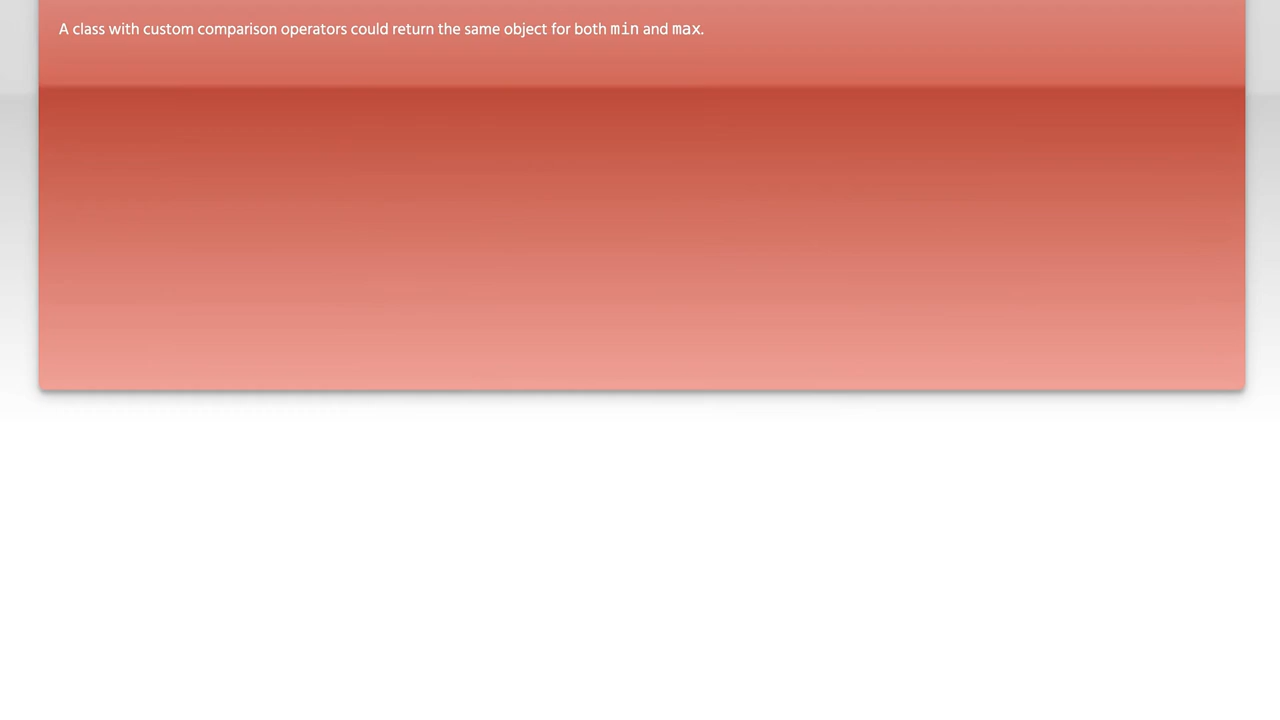 A class with custom comparison operators could return the same object for both min and max.